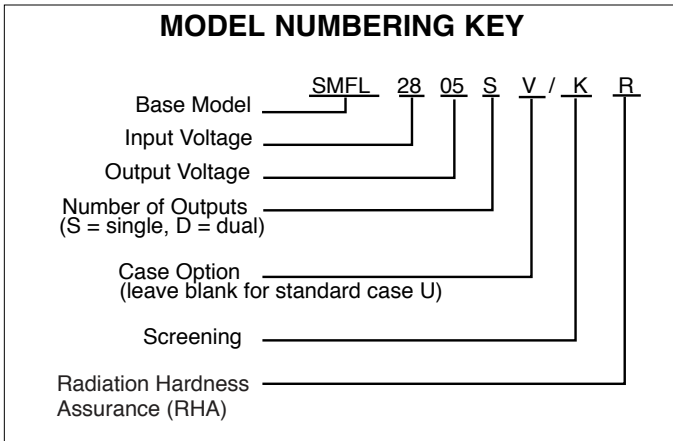 MODEL NUMBERING KEY
SMFL 28 05 S V / K R
Base Model
Input Voltage
Output Voltage
Number of Outputs
(S = single, D = dual)
Case Option
(leave blank for standard case U)
Screening
Radiation Hardness
Assurance (RHA)